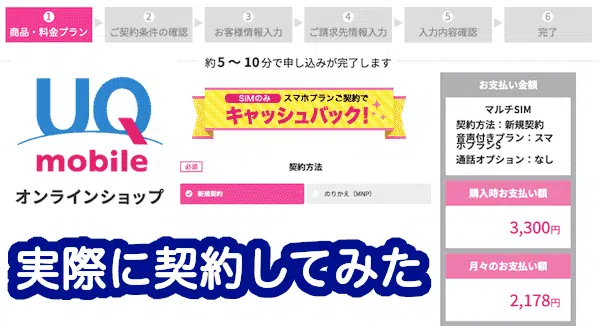 1
商品・料金プラン
2
ご契約条件の確認
3
お客様情報入力
4
ご請求先情報入力
5
入力内容確認
6
完了
約5～10分で申し込みが完了します
UQ
mobile
オンラインショップ
SIMのみ スマホプランご契約で
キャッシュバック!
必須 契約方法
新規契約
のりかえ（MNP）
お支払い金額
マルチSIM
契約方法：新規契約
音声付きプラン：スマ
ホプランS
通話オプション：なし
購入時お支払い額
3,300円
月々のお支払い額
2,178円
実際に契約してみた